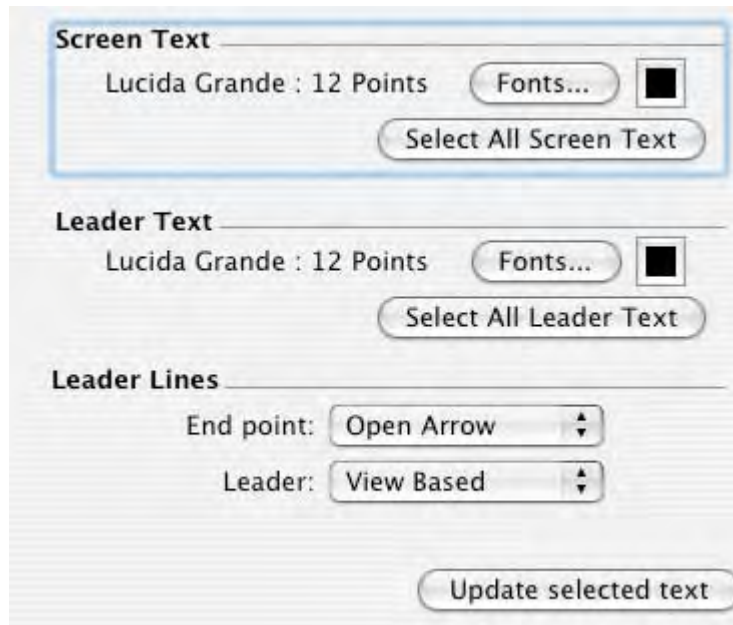 Screen Text
Lucida Grande : 12 Points Fonts...
Select All Screen Text
Leader Text
Lucida Grande : 12 Points Fonts...
Select All Leader Text
Leader Lines
End point: Open Arrow
Leader: View Based
Update selected text